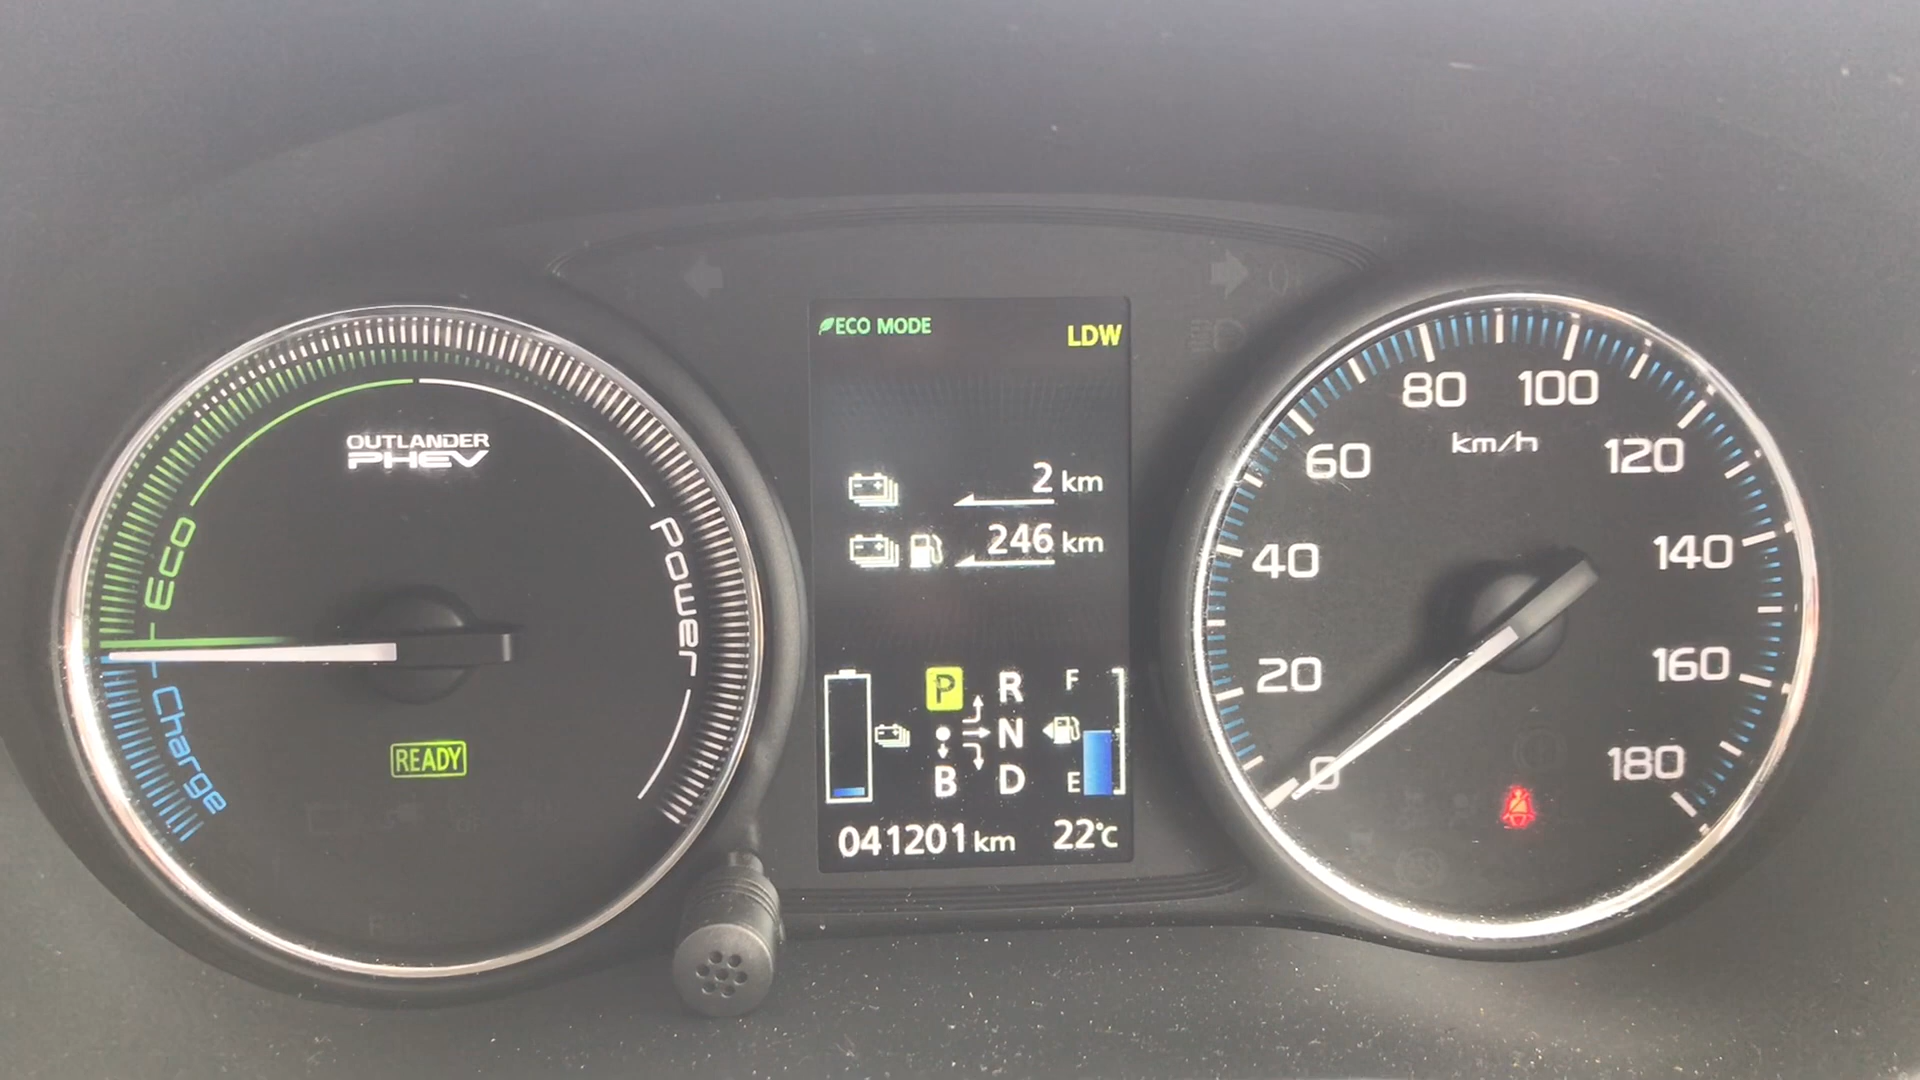 ECO MODE
LDW
OUTLANDER
PHEV
Eco
Power
Charge
READY
2 km
246 km
P R
N
B D
F
E
041201 km 22°C
km/h
0
20
40
60
80
100
120
140
160
180